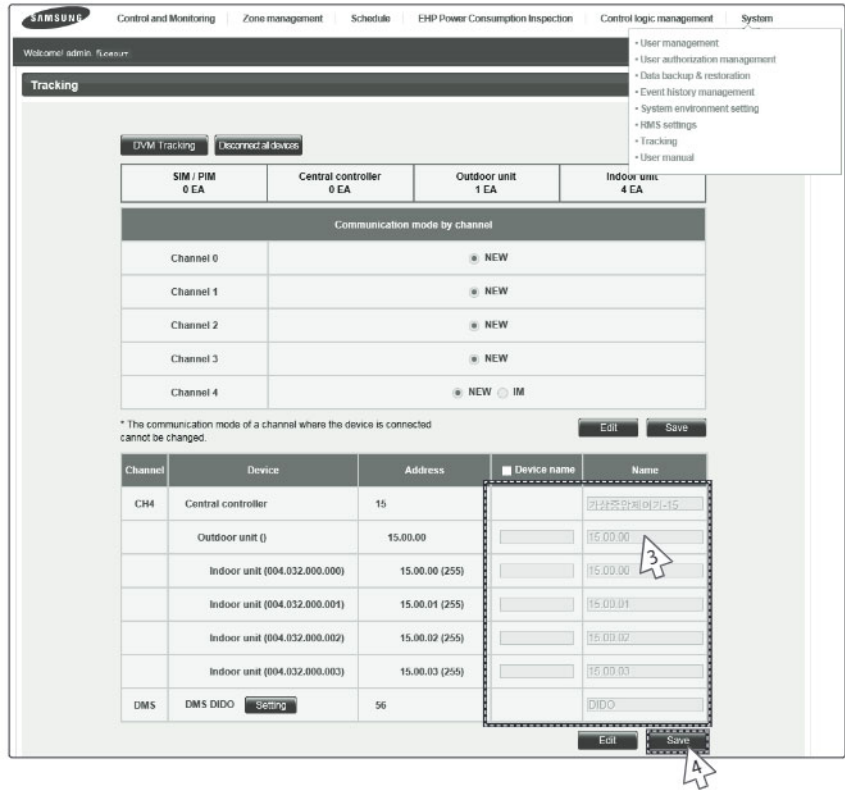 SAMSUNG Control and Monitoring Zone management Schedule EHP Power Consumption Inspection Control logic management System
Welcome! admin.
• User management
• User authorization management
• Data backup & restoration
• Event history management
• System environment setting
• RMS settings
• Tracking
• User manual
Tracking
DVM Tracking Disconnect all devices
SIM / PIM Central controller Outdoor unit Indoor unit
0 EA 0 EA 1 EA 4 EA
Communication mode by channel
Channel 0 NEW
Channel 1 NEW
Channel 2 NEW
Channel 3 NEW
Channel 4 NEW IM
* The communication mode of a channel where the device is connected
cannot be changed.
Edit Save
Channel Device Address Device name Name
CH4 Central controller 15 가상중앙제어기-15
Outdoor unit () 15.00.00 15.00.00
3
Indoor unit (004.032.000.000) 15.00.00 (255) 15.00.00
Indoor unit (004.032.000.001) 15.00.01 (255) 15.00.01
Indoor unit (004.032.000.002) 15.00.02 (255) 15.00.02
Indoor unit (004.032.000.003) 15.00.03 (255) 15.00.03
DMS DMS DIDO Setting 56 DIDO
Edit Save
4